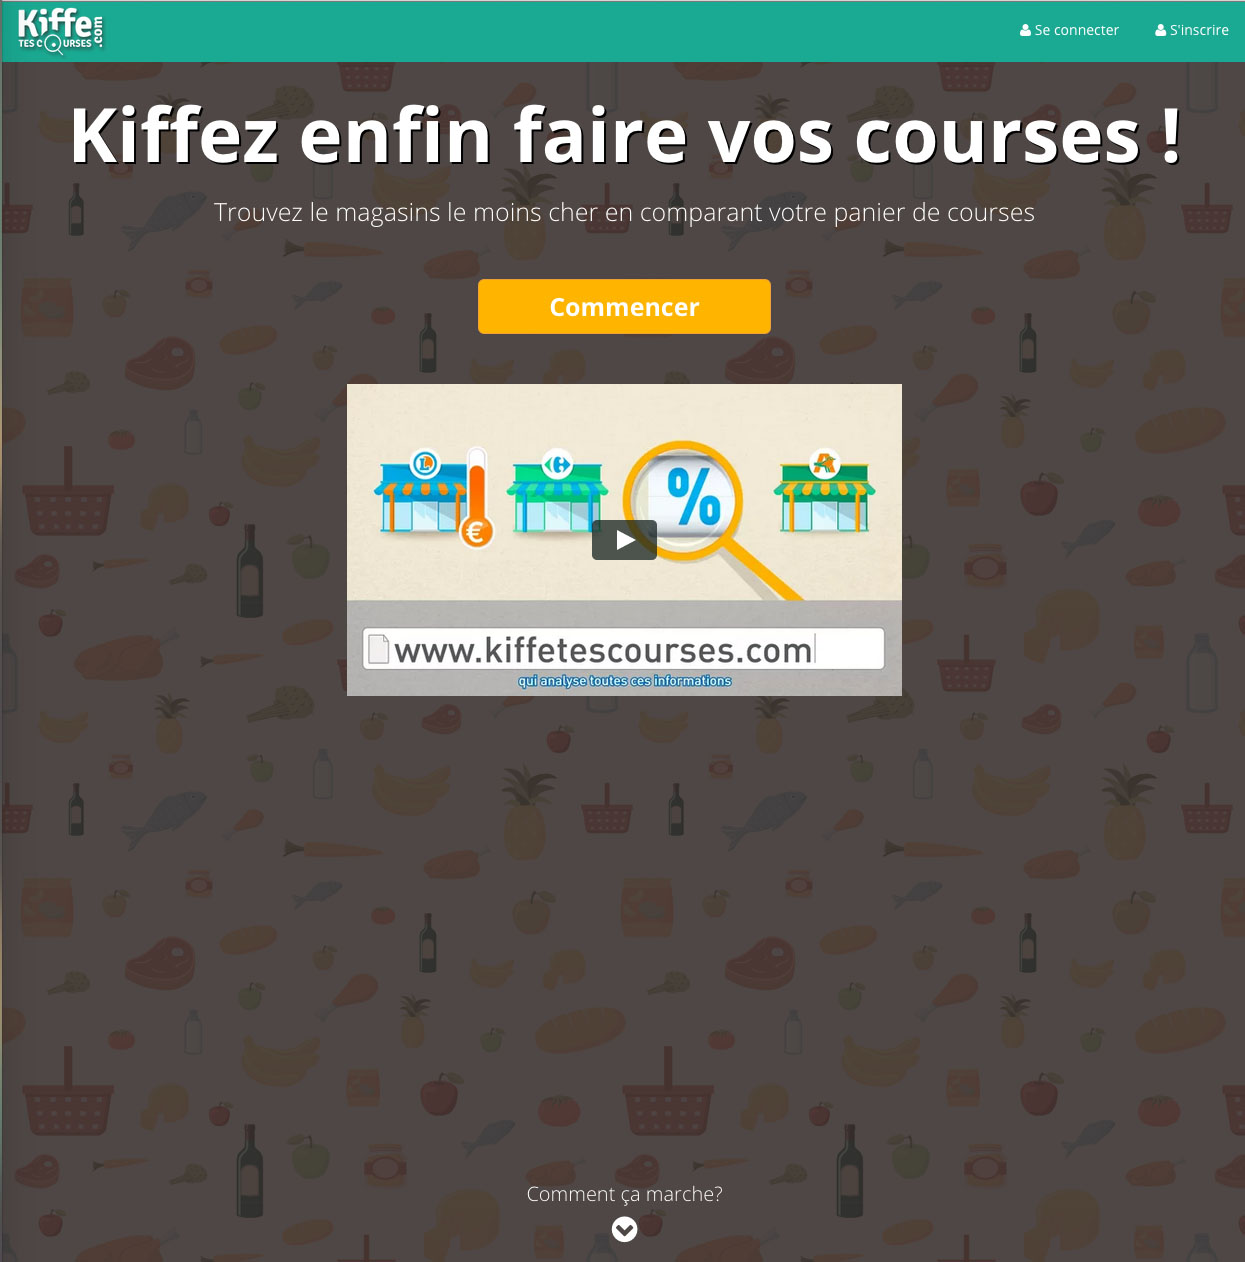 Kiffe
TES COURSES
.com
Se connecter
S'inscrire
Kiffez enfin faire vos courses !
Trouvez le magasins le moins cher en comparant votre panier de courses
Commencer
L
€
%
www.kiffetescourses.com
qui analyse toutes ces informations
Comment ça marche?